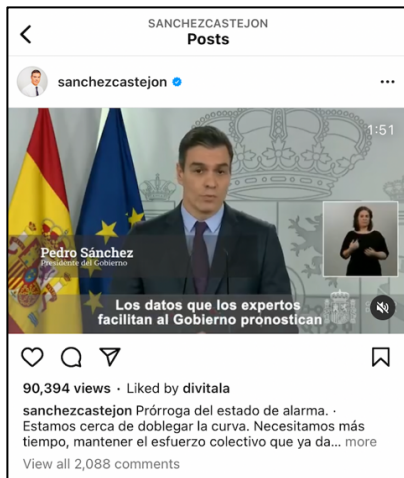 SANCHEZCASTEJON
Posts
sanchezcastejon
1:51
Pedro Sánchez
Presidente del Gobierno
Los datos que los expertos
facilitan al Gobierno pronostican
90,394 views · Liked by divitala
sanchezcastejon Prórroga del estado de alarma. ·
Estamos cerca de doblegar la curva. Necesitamos más
tiempo, mantener el esfuerzo colectivo que ya da... more
View all 2,088 comments